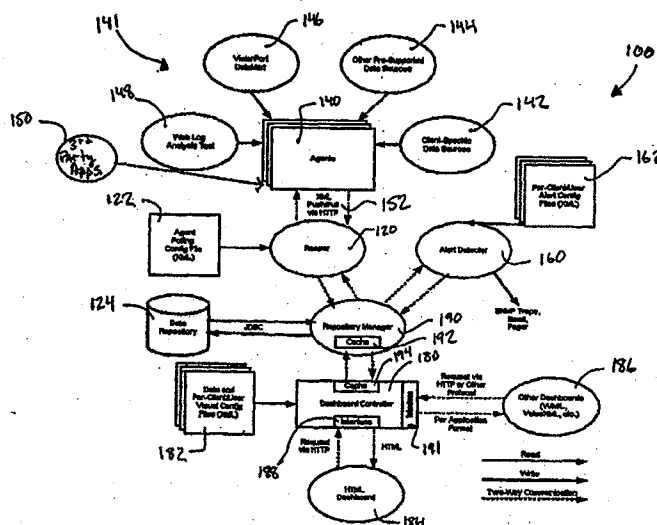 141
146
144
100
VisionPort
DataMart
Other Pre-Supported
Data Sources
148
140
142
150
3rd
Party
Apps.
Web Log
Analysis Tool
Agents
Client-Specific
Data Sources
162
XML
Push/Pull
via HTTP
152
Per-Client/User
Alert Config
Files (XML)
122
120
Agent
Polling
Config File
(XML)
Reaper
Alert Detector
160
124
SNMP Traps,
Email,
Pager
Data
Repository
JDBC
Repository Manager
190
Cache
192
194
180
186
Data and
Per-Client/User
Visual Config
Files (XML)
Cache
Dashboard Controller
Interface
Interface
Request via
HTTP or Other
Protocol
Per Application
Format
Other Dashboards
182
188
Request
via HTTP
HTML
191
HTML
Dashboard
184
Read
Write
Two-Way Communication